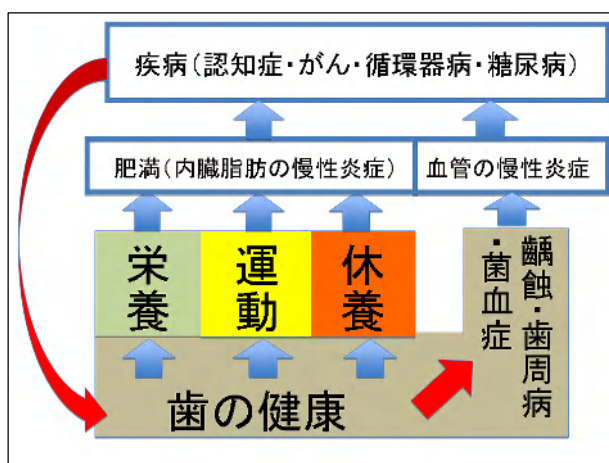 疾病(認知症・がん・循環器病・糖尿病)
肥満(内臓脂肪の慢性炎症)
血管の慢性炎症
栄養
運動
休養
齲蝕・歯周病
・菌血症
歯の健康